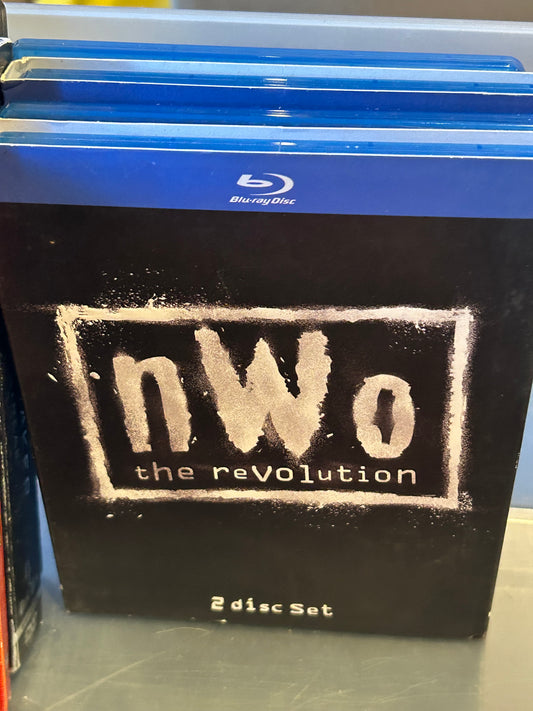 Blu-ray Disc
nWo
the reVolution
2 disc Set